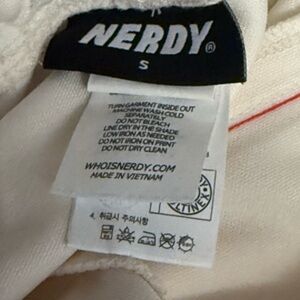 NERDY®
S
TURN GARMENT INSIDE OUT
MACHINE WASH COLD
SEPARATELY
DO NOT BLEACH
LINE DRY IN THE SHADE
LOW IRON AS NEEDED
DO NOT IRON ON PRINT
DO NOT DRY CLEAN
WHOISNERDY.COM
MADE IN VIETNAM
4. 취급시 주의사항